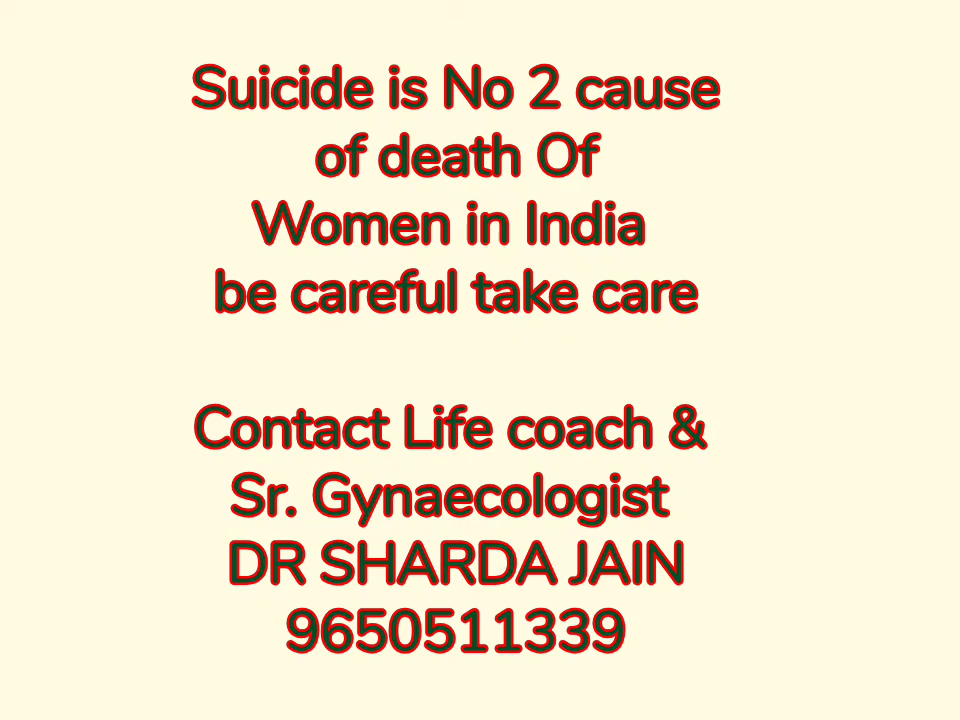 Suicide is No 2 cause
of death Of
Women in India
be careful take care
Contact Life coach &
Sr. Gynaecologist
DR SHARDA JAIN
9650511339